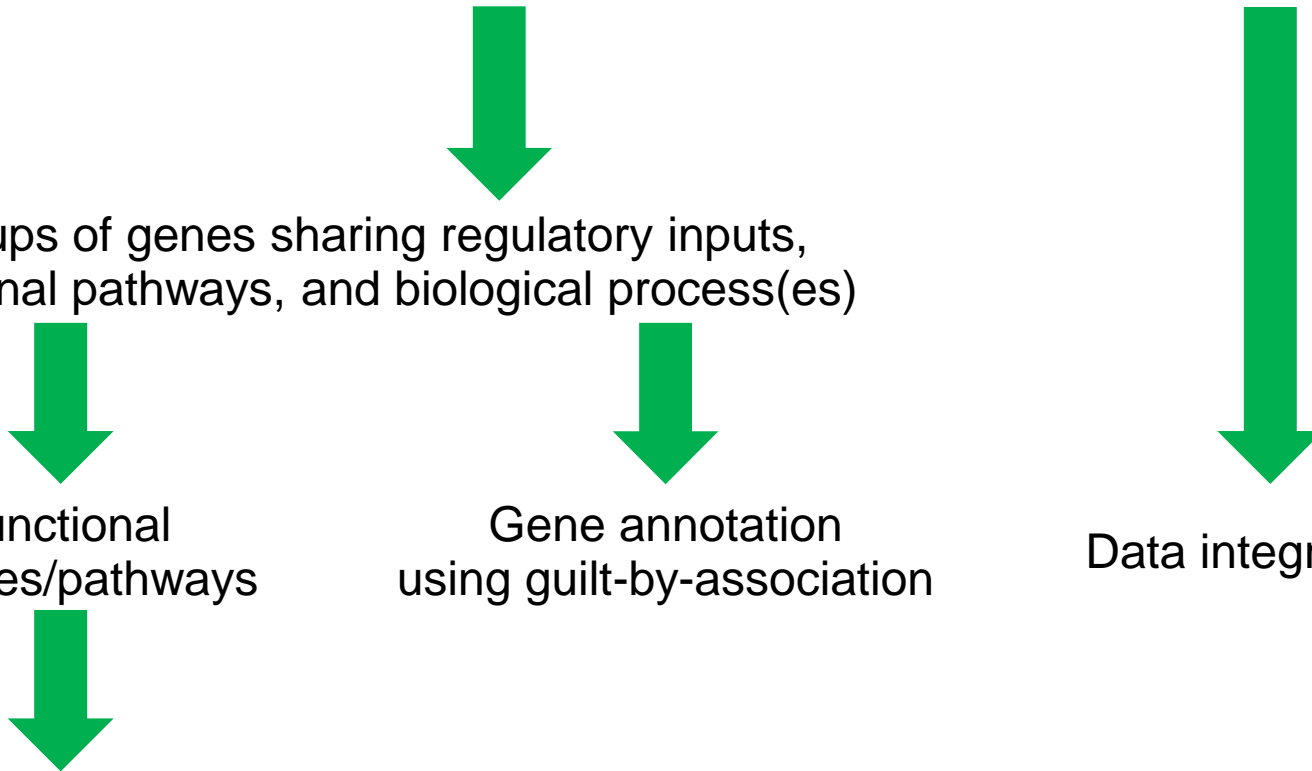 ups of genes sharing regulatory inputs,
nal pathways, and biological process(es)
unctional
es/pathways
Gene annotation
using guilt-by-association
Data integr